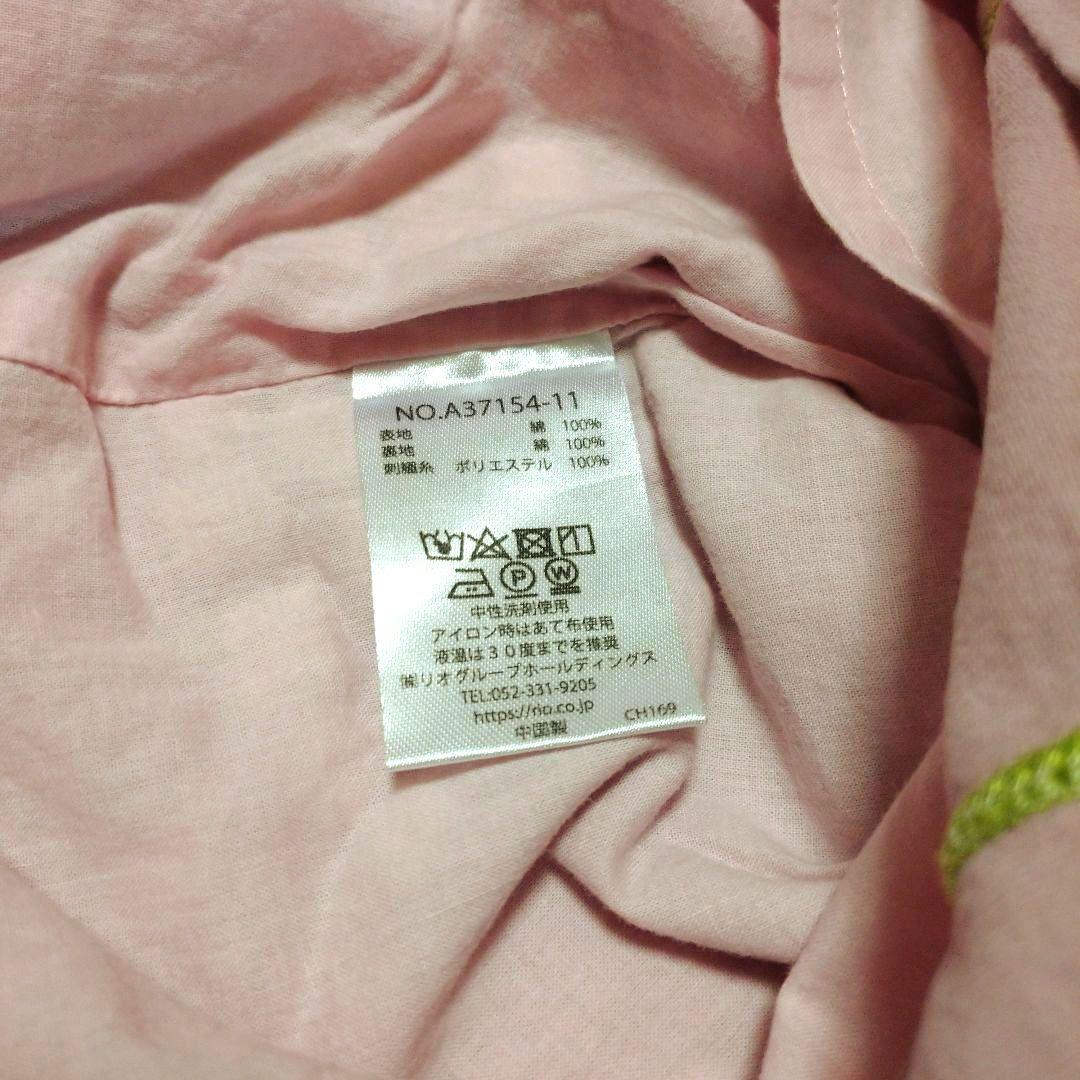 NO.A37154-11
表地 綿 100%
裏地 綿 100%
刺繍糸 ポリエステル 100%
P W
中性洗剤使用
アイロン時はあて布使用
液温は30度までを推奨
㈱リオグループホールディングス
TEL:052-331-9205
https://rio.co.jp
中国製 CH169